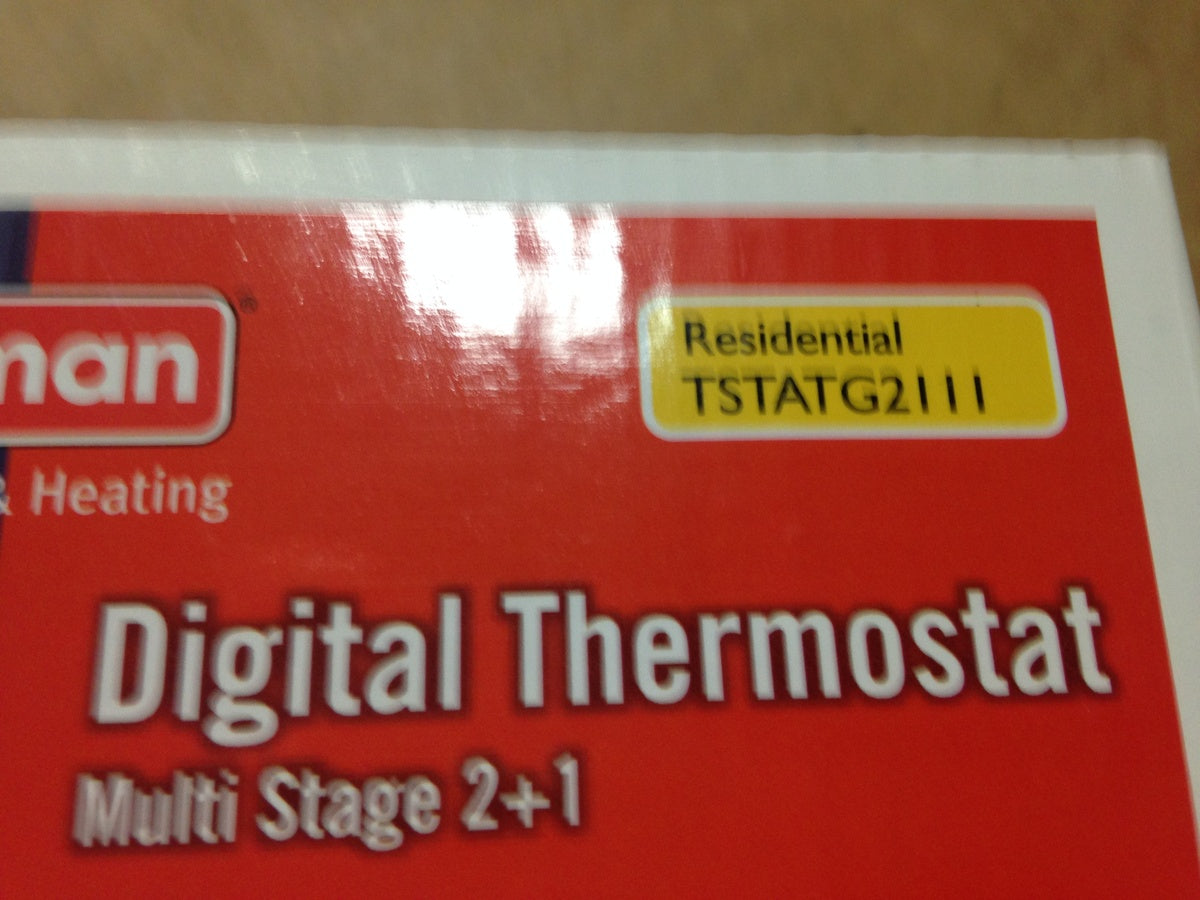 man®
Residential
TSTATG2111
& Heating
Digital Thermostat
Multi Stage 2+1